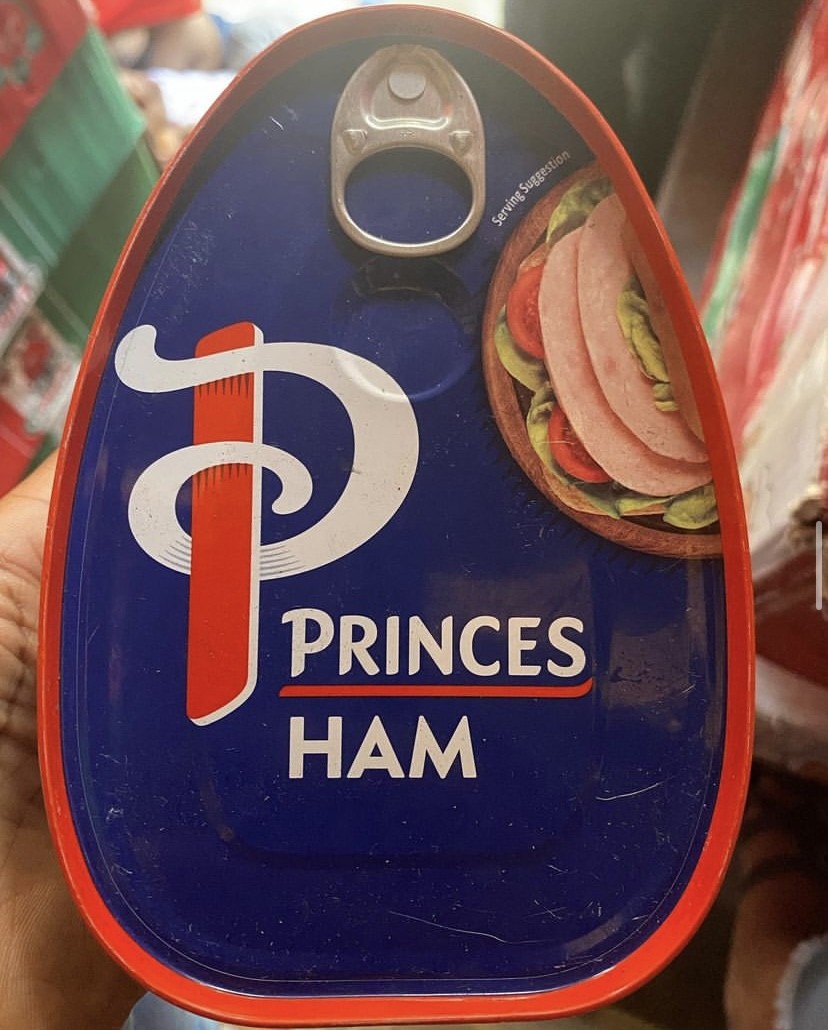 Serving Suggestion
P
PRINCES
HAM